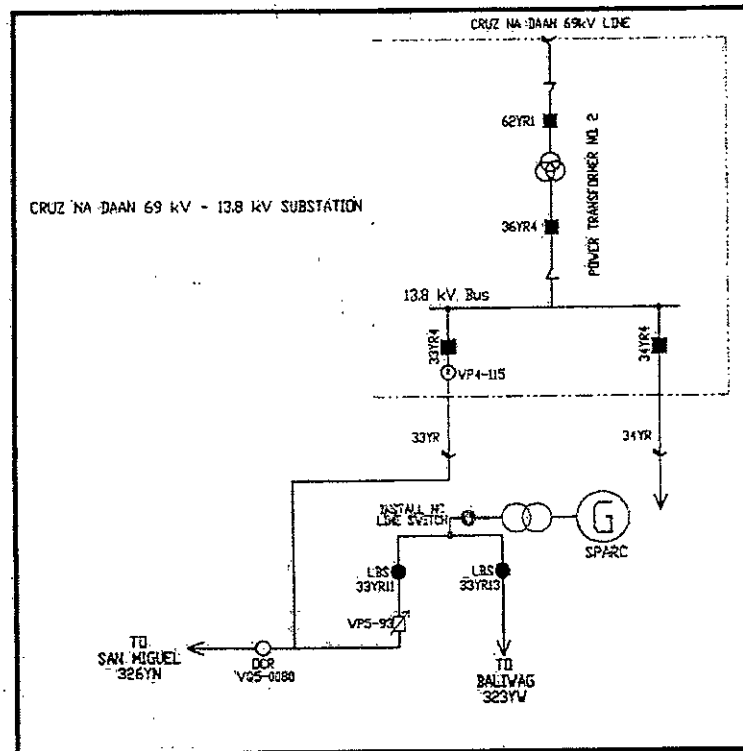 CRUZ NA DAAN 69kV LINE
62YR1
POWER TRANSFORMER NO. 2
CRUZ NA DAAN 69 kV - 13.8 kV SUBSTATION
36YR4
13.8 kV. Bus
33YR4
34YR4
VP4-115
33YR
34YR
INSTALL NC
LINE SWITCH
G
SPARC
LBS
33YR11
LBS
33YR13
VP5-93
TO
SAN MIGUEL
326YN
OCR
VQ5-0080
TO
BALIWAG
323YW